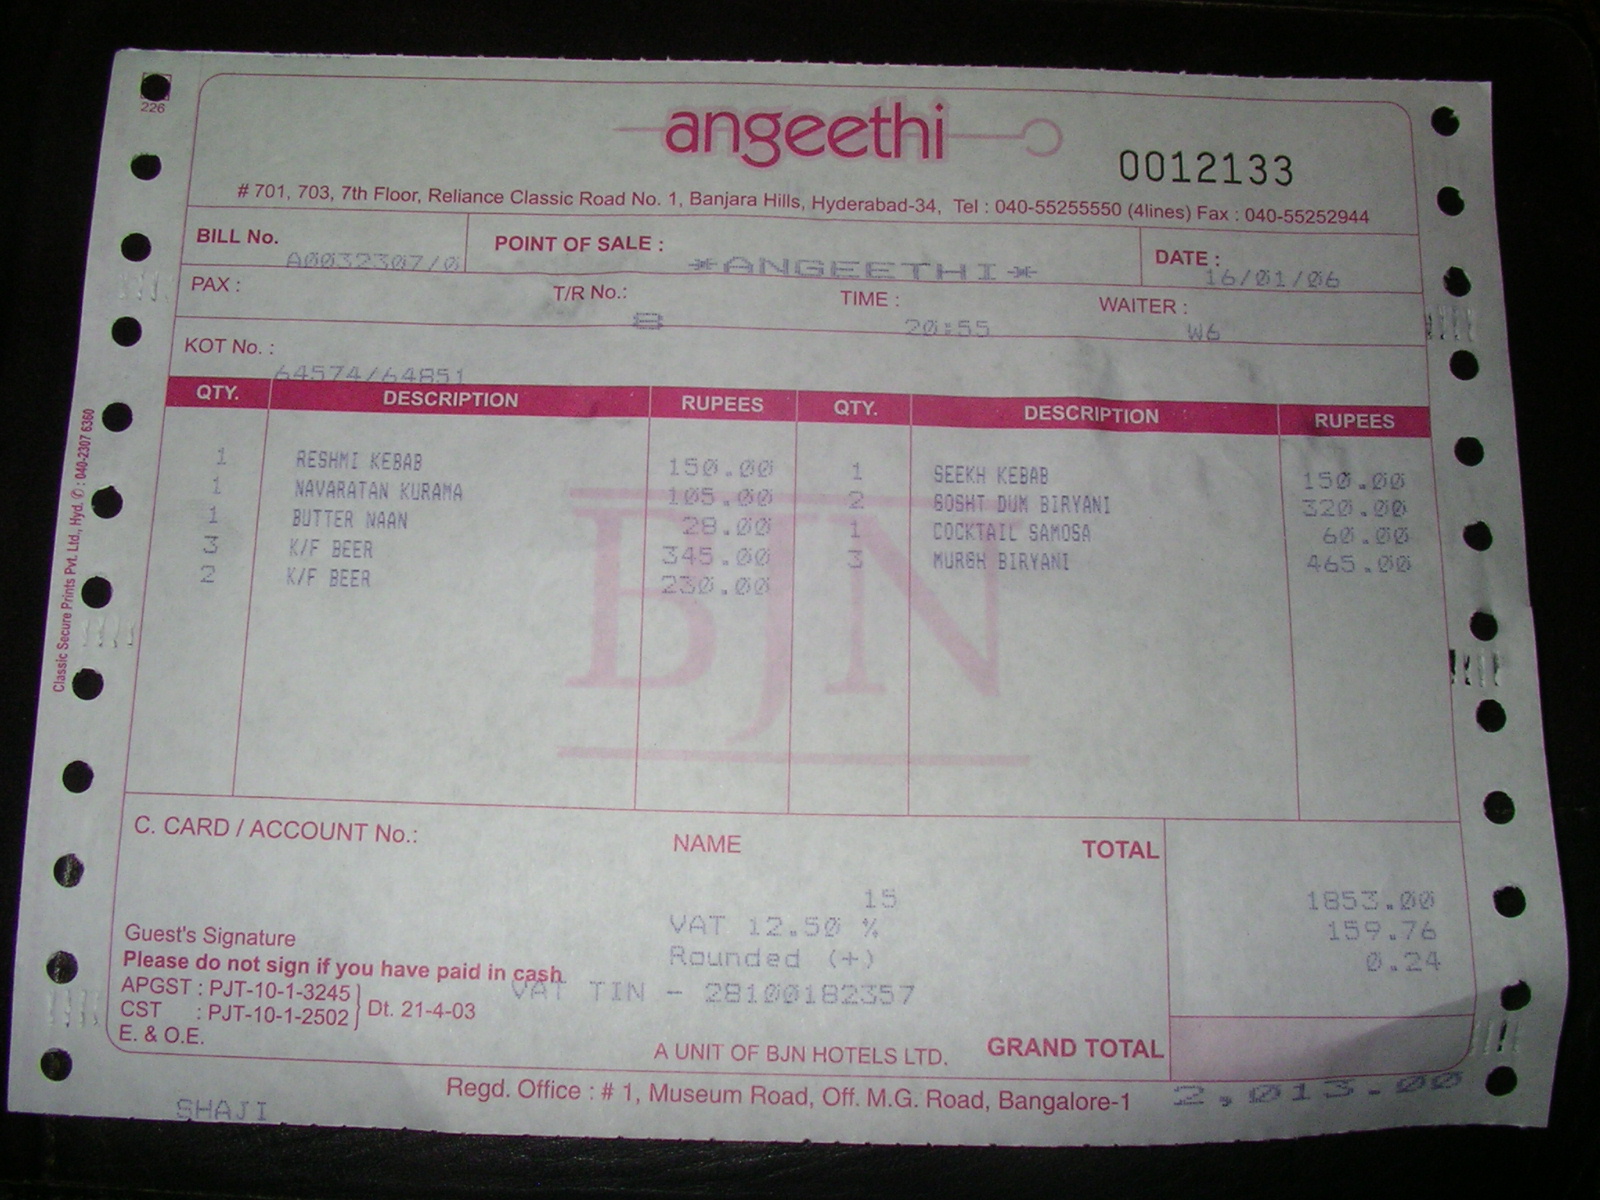 226
angeethi
0012133
# 701, 703, 7th Floor, Reliance Classic Road No. 1, Banjara Hills, Hyderabad-34, Tel : 040-55255550 (4lines) Fax : 040-55252944
BILL No. A0032307/0 POINT OF SALE : *ANGEETHI* DATE : 16/01/06
PAX : T/R No.: 8 TIME : 20:55 WAITER : W6
KOT No. : 64574/64851
QTY. DESCRIPTION RUPEES QTY. DESCRIPTION RUPEES
1 RESHMI KEBAB 150.00 1 SEEKH KEBAB 150.00
1 NAVARATAN KURAMA 105.00 2 GOSHT DUM BIRYANI 320.00
1 BUTTER NAAN 28.00 1 COCKTAIL SAMOSA 60.00
3 K/F BEER 345.00 3 MURGH BIRYANI 465.00
2 K/F BEER 230.00
BJN
C. CARD / ACCOUNT No.: NAME TOTAL
15 1853.00
VAT 12.50 % 159.76
Rounded (+) 0.24
Guest's Signature
Please do not sign if you have paid in cash
VAT TIN - 28100182357
APGST : PJT-10-1-3245
CST : PJT-10-1-2502 Dt. 21-4-03
E. & O.E.
A UNIT OF BJN HOTELS LTD. GRAND TOTAL
2,013.00
Regd. Office : # 1, Museum Road, Off. M.G. Road, Bangalore-1
SHAJI
Classic Secure Prints Pvt. Ltd., Hyd. ✆ : 040-2307 6360